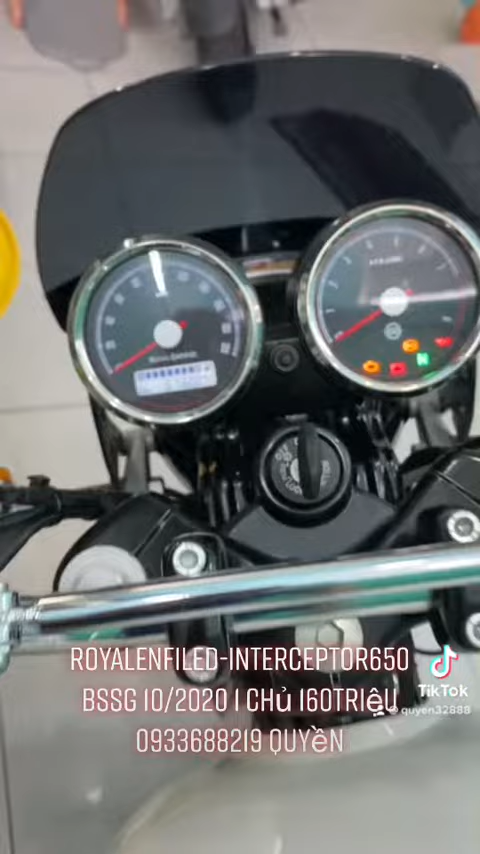 ROYALENFILED-INTERCEPTOR650
BSSG 10/2020 1 CHỦ 160TRIỆU
0933688219 QUYỀN
TikTok
@ quyen32888